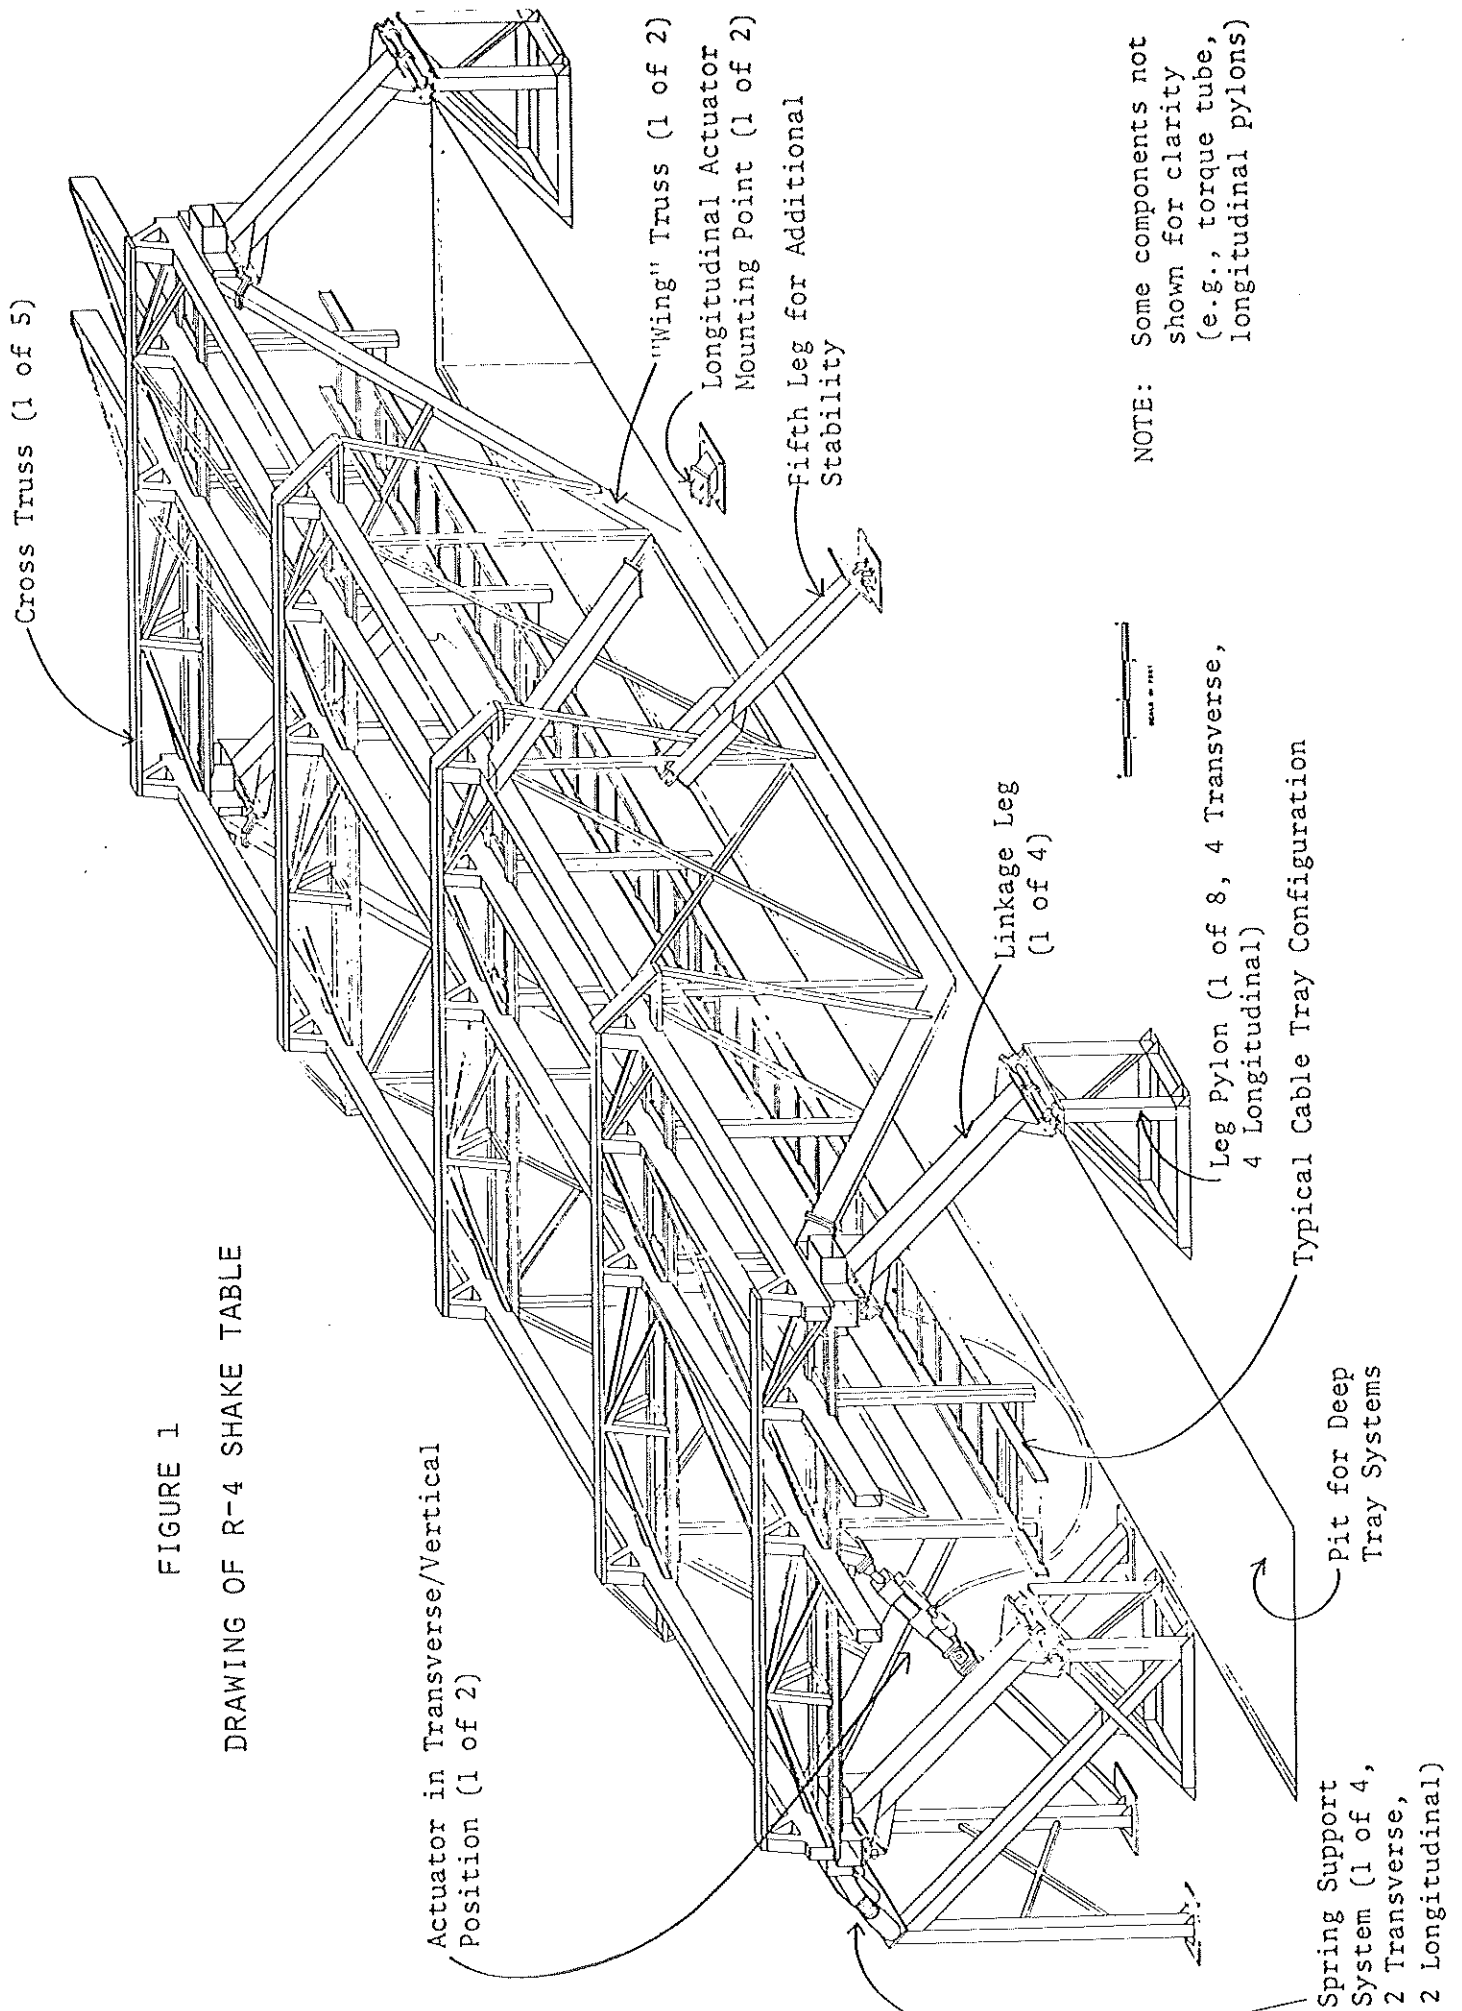 FIGURE 1
DRAWING OF R-4 SHAKE TABLE
Cross Truss (1 of 5)
"Wing" Truss (1 of 2)
Longitudinal Actuator
Mounting Point (1 of 2)
Fifth Leg for Additional
Stability
NOTE: Some components not
shown for clarity
(e.g., torque tube,
longitudinal pylons)
Actuator in Transverse/Vertical
Position (1 of 2)
Linkage Leg
(1 of 4)
SCALE IN FEET
Leg Pylon (1 of 8, 4 Transverse,
4 Longitudinal)
Typical Cable Tray Configuration
Pit for Deep
Tray Systems
Spring Support
System (1 of 4,
2 Transverse,
2 Longitudinal)